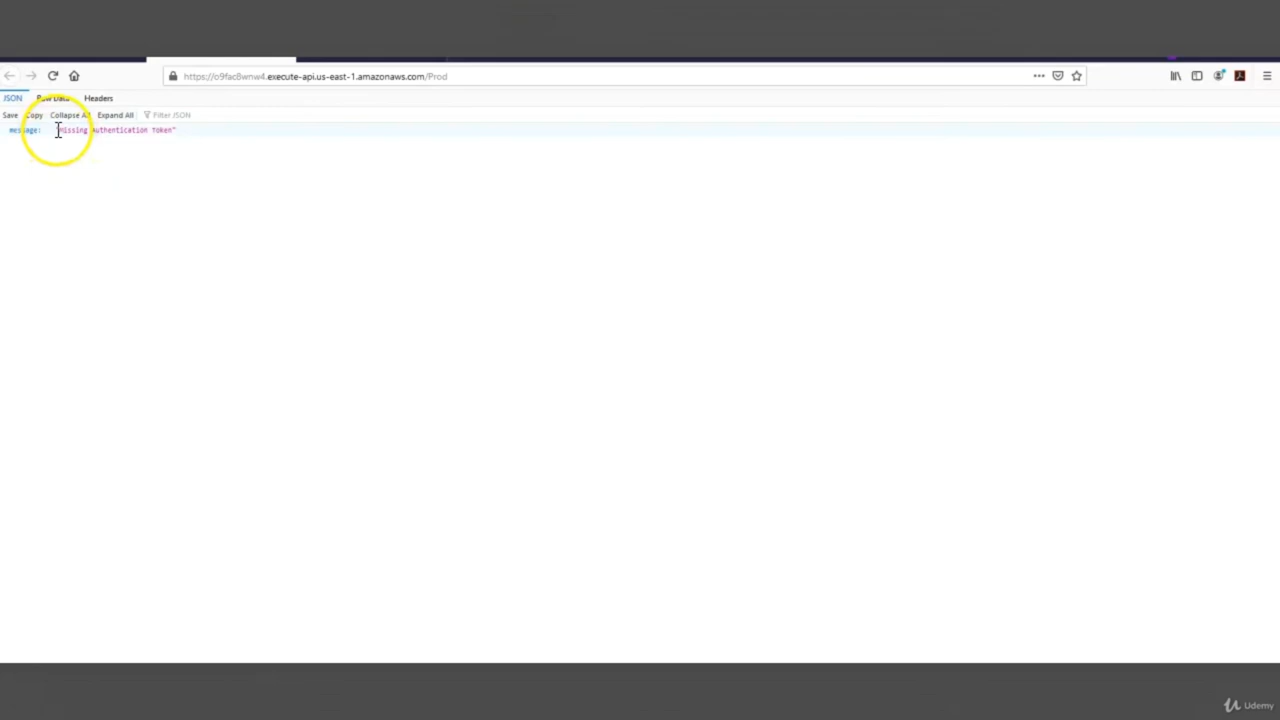 https://o9fac8wnw4.execute-api.us-east-1.amazonaws.com/Prod
JSON Raw Data Headers
Save Copy Collapse All Expand All Filter JSON
message: "Missing Authentication Token"
Udemy